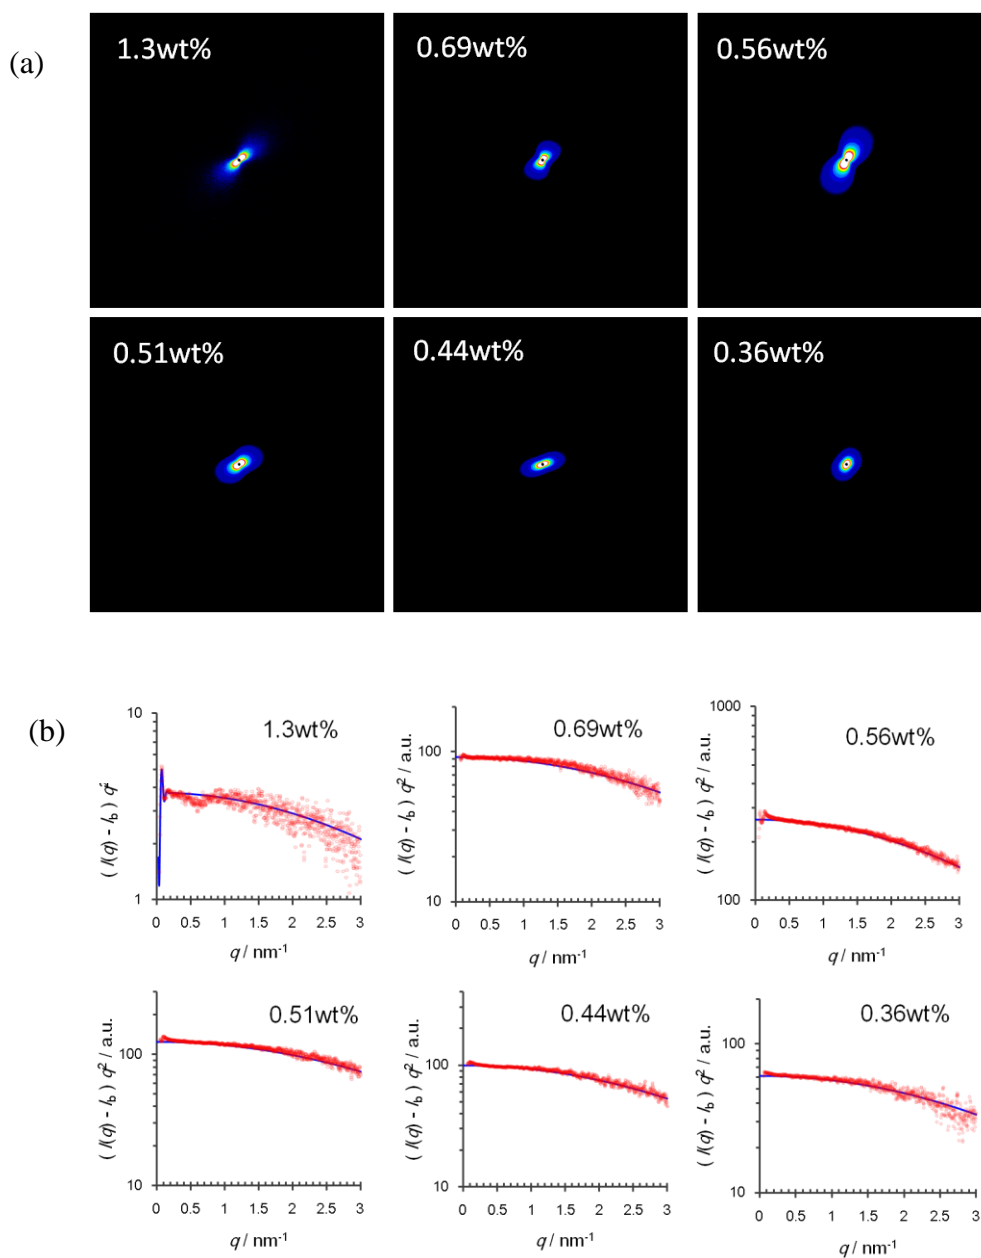 (a)
1.3wt%
0.69wt%
0.56wt%
0.51wt%
0.44wt%
0.36wt%
(b)
10
1
( I(q) - I_b ) q²
1.3wt%
0 0.5 1 1.5 2 2.5 3
q / nm⁻¹
100
10
( I(q) - I_b ) q² / a.u.
0.69wt%
0 0.5 1 1.5 2 2.5 3
q / nm⁻¹
1000
100
( I(q) - I_b ) q² / a.u.
0.56wt%
0 0.5 1 1.5 2 2.5 3
q / nm⁻¹
100
10
( I(q) - I_b ) q² / a.u.
0.51wt%
0 0.5 1 1.5 2 2.5 3
q / nm⁻¹
100
10
( I(q) - I_b ) q² / a.u.
0.44wt%
0 0.5 1 1.5 2 2.5 3
q / nm⁻¹
100
10
( I(q) - I_b ) q² / a.u.
0.36wt%
0 0.5 1 1.5 2 2.5 3
q / nm⁻¹